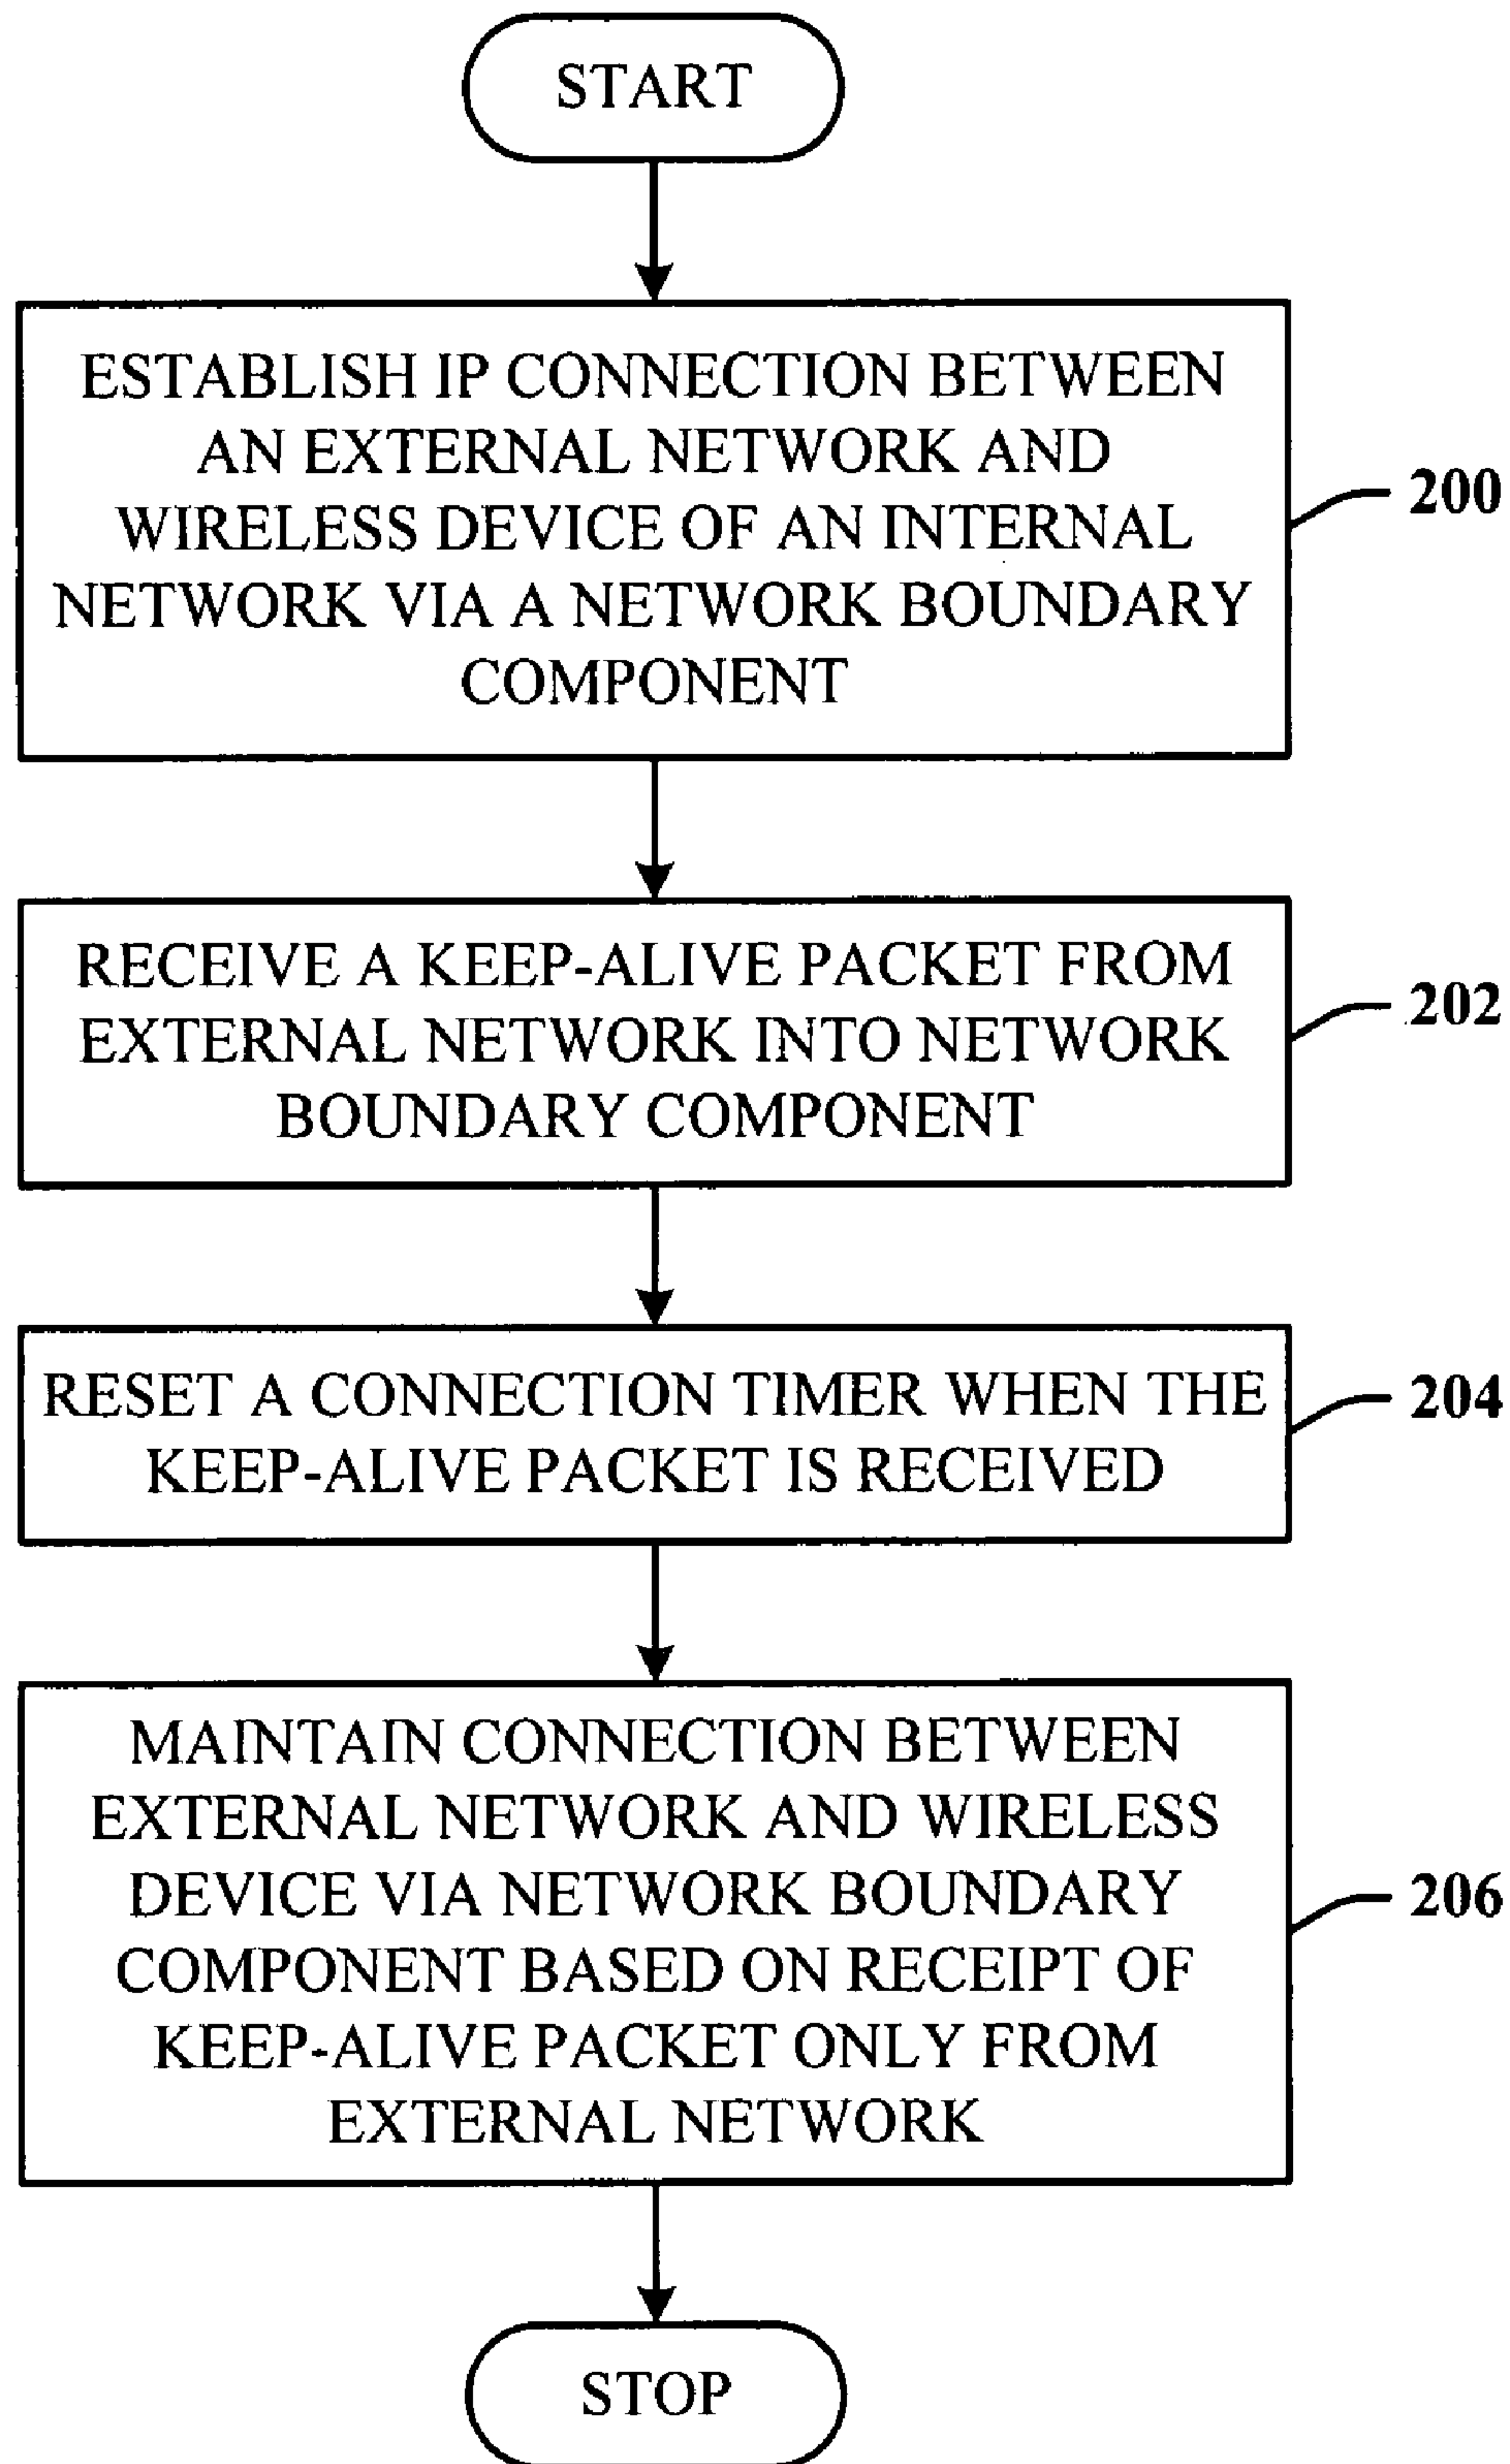 START
ESTABLISH IP CONNECTION BETWEEN
AN EXTERNAL NETWORK AND
WIRELESS DEVICE OF AN INTERNAL
NETWORK VIA A NETWORK BOUNDARY
COMPONENT
200
RECEIVE A KEEP-ALIVE PACKET FROM
EXTERNAL NETWORK INTO NETWORK
BOUNDARY COMPONENT
202
RESET A CONNECTION TIMER WHEN THE
KEEP-ALIVE PACKET IS RECEIVED
204
MAINTAIN CONNECTION BETWEEN
EXTERNAL NETWORK AND WIRELESS
DEVICE VIA NETWORK BOUNDARY
COMPONENT BASED ON RECEIPT OF
KEEP-ALIVE PACKET ONLY FROM
EXTERNAL NETWORK
206
STOP